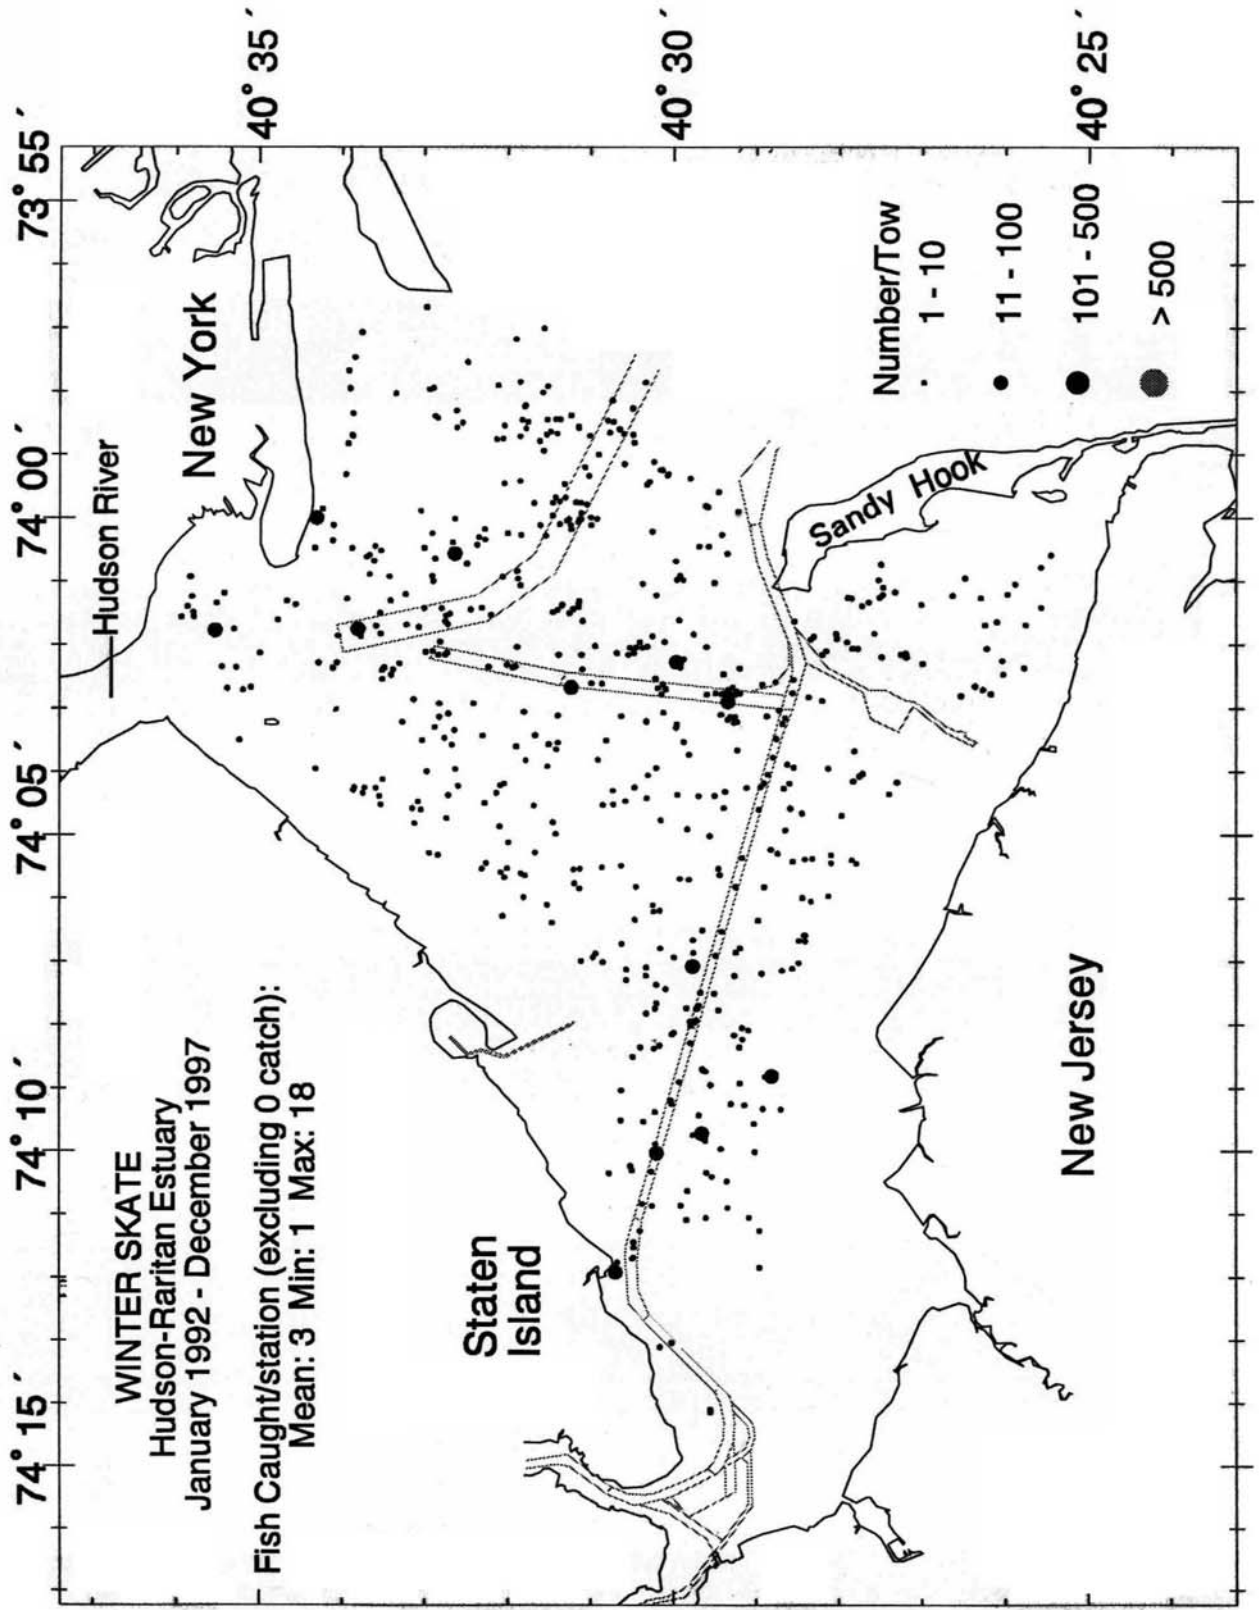 WINTER SKATE
Hudson-Raritan Estuary
January 1992 - December 1997
Fish Caught/station (excluding 0 catch):
Mean: 3 Min: 1 Max: 18
74° 15´
74° 10´
74° 05´
74° 00´
73° 55´
40° 35´
40° 30´
40° 25´
Hudson River
New York
Staten
Island
Sandy Hook
New Jersey
Number/Tow
1 - 10
11 - 100
101 - 500
> 500